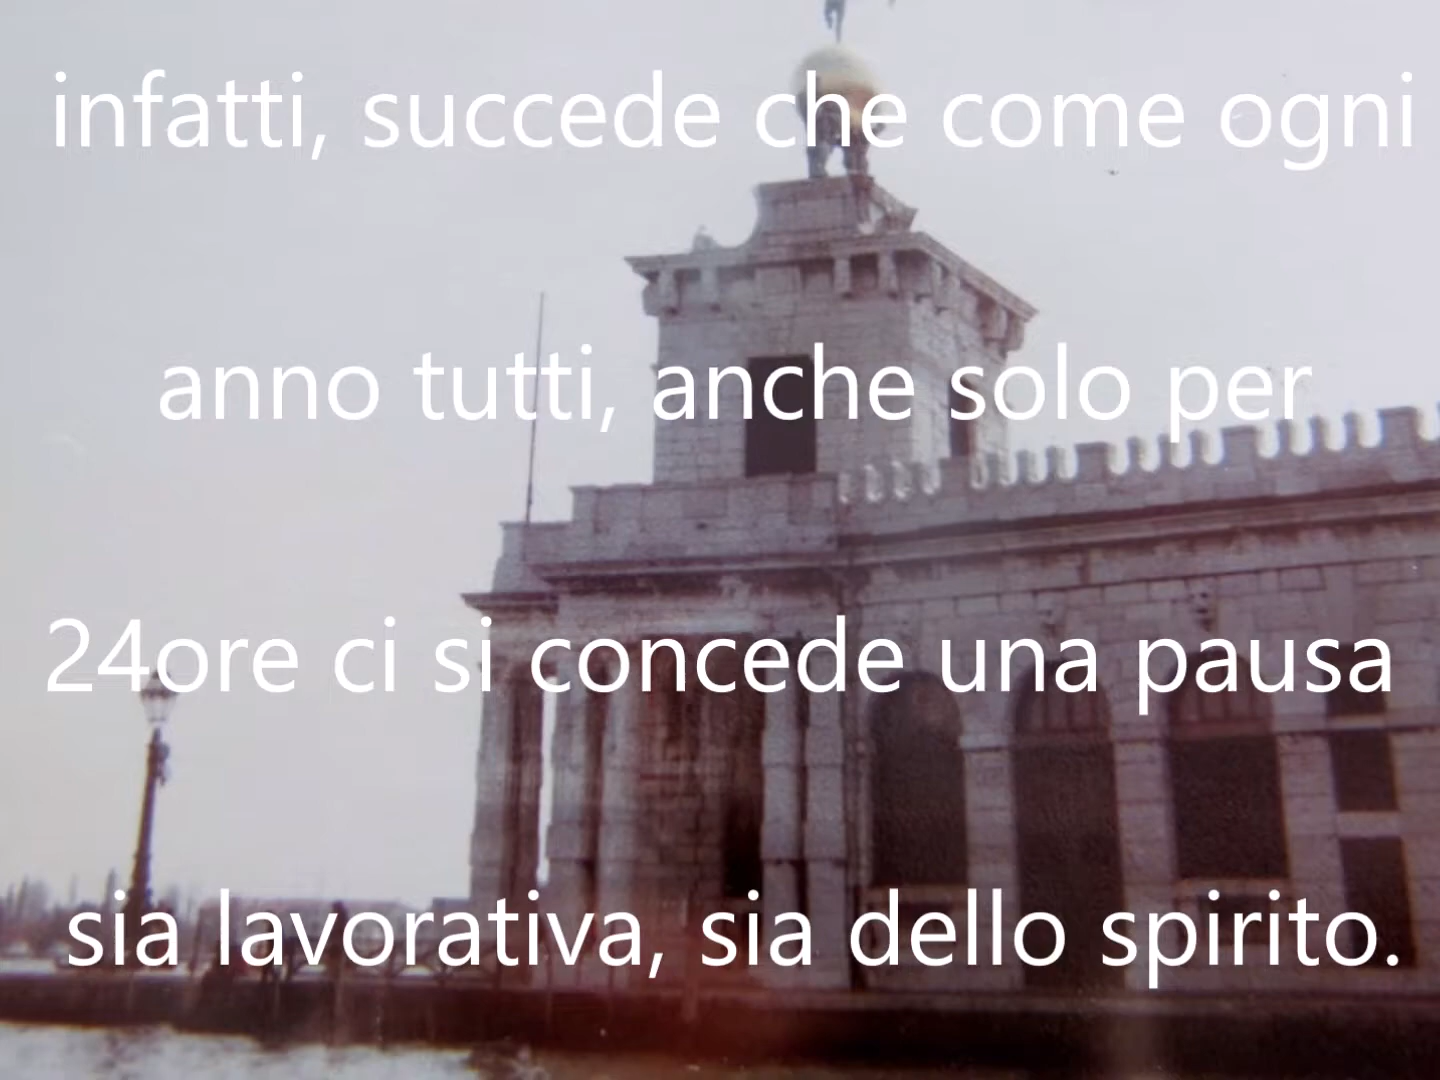 infatti, succede che come ogni
anno tutti, anche solo per
24ore ci si concede una pausa
sia lavorativa, sia dello spirito.